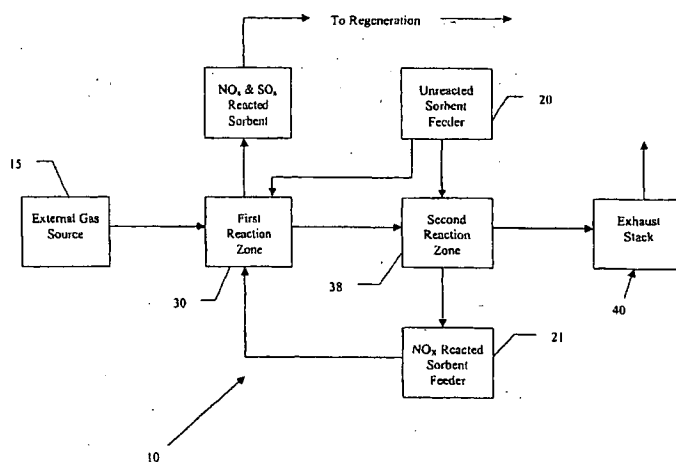 To Regeneration
NOx & SOx
Reacted
Sorbent
Unreacted
Sorbent
Feeder
20
15
External Gas
Source
First
Reaction
Zone
Second
Reaction
Zone
Exhaust
Stack
30
38
40
NOx Reacted
Sorbent
Feeder
21
10